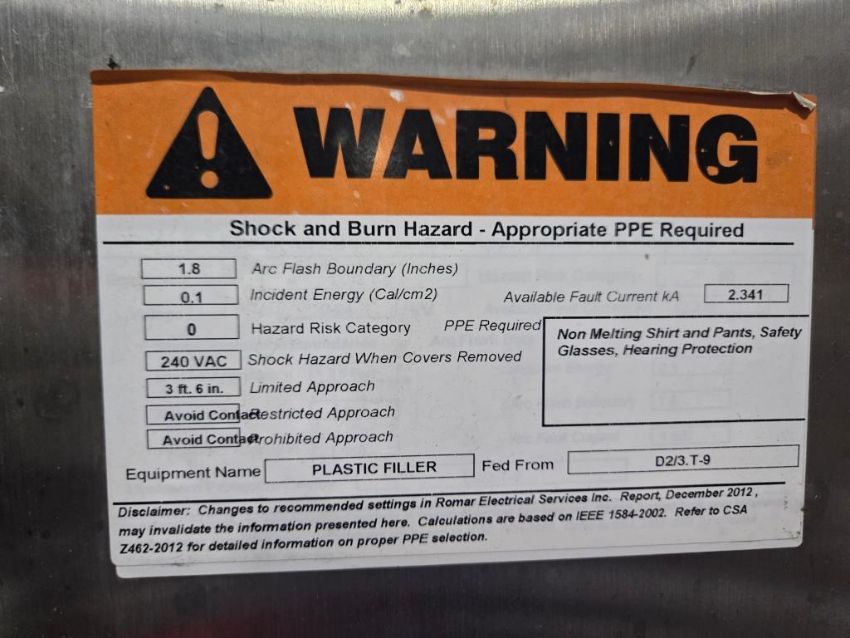 WARNING
Shock and Burn Hazard - Appropriate PPE Required
1.8 Arc Flash Boundary (Inches)
0.1 Incident Energy (Cal/cm2) Available Fault Current kA 2.341
0 Hazard Risk Category PPE Required Non Melting Shirt and Pants, Safety
Glasses, Hearing Protection
240 VAC Shock Hazard When Covers Removed
3 ft. 6 in. Limited Approach
Avoid Contact Restricted Approach
Avoid Contact Prohibited Approach
Equipment Name PLASTIC FILLER Fed From D2/3.T-9
Disclaimer: Changes to recommended settings in Romar Electrical Services Inc. Report, December 2012,
may invalidate the information presented here. Calculations are based on IEEE 1584-2002. Refer to CSA
Z462-2012 for detailed information on proper PPE selection.